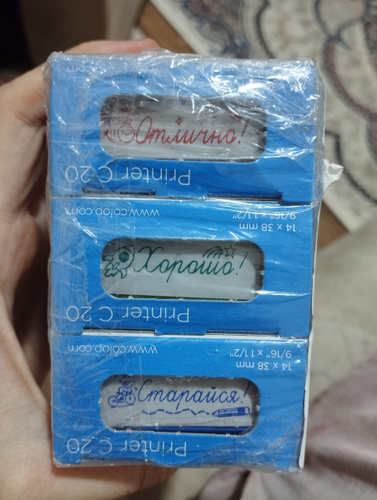 Отлично!
Printer C 20
www.colop.com
14 x 38 mm
9/16" x 1 1/2"
Хорошо!
Printer C 20
www.colop.com
14 x 38 mm
9/16" x 1 1/2"
Старайся!
Printer C 20